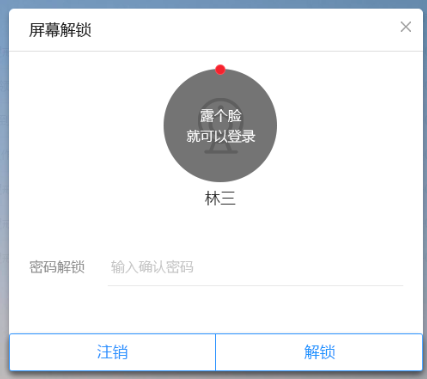 屏幕解锁
露个脸
就可以登录
林三
密码解锁 输入确认密码
注销 解锁